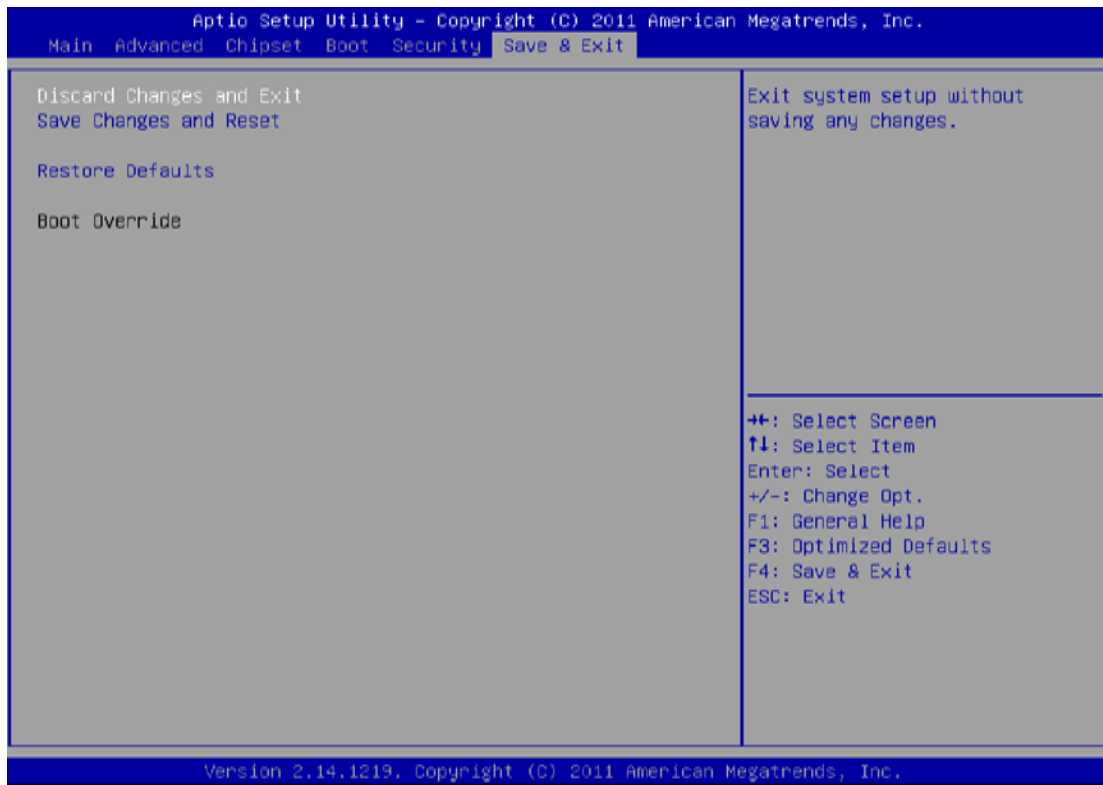 Aptio Setup Utility – Copyright (C) 2011 American Megatrends, Inc.
Main Advanced Chipset Boot Security Save & Exit
Discard Changes and Exit
Save Changes and Reset
Restore Defaults
Boot Override
Exit system setup without
saving any changes.
→←: Select Screen
↑↓: Select Item
Enter: Select
+/-: Change Opt.
F1: General Help
F3: Optimized Defaults
F4: Save & Exit
ESC: Exit
Version 2.14.1219. Copyright (C) 2011 American Megatrends, Inc.